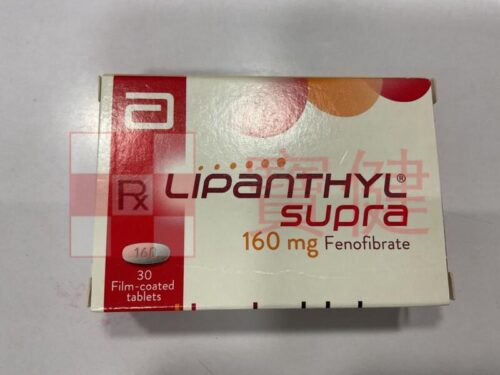 Rx
LIPANTHYL®
supra
160 mg Fenofibrate
160
30
Film-coated
tablets
寶健